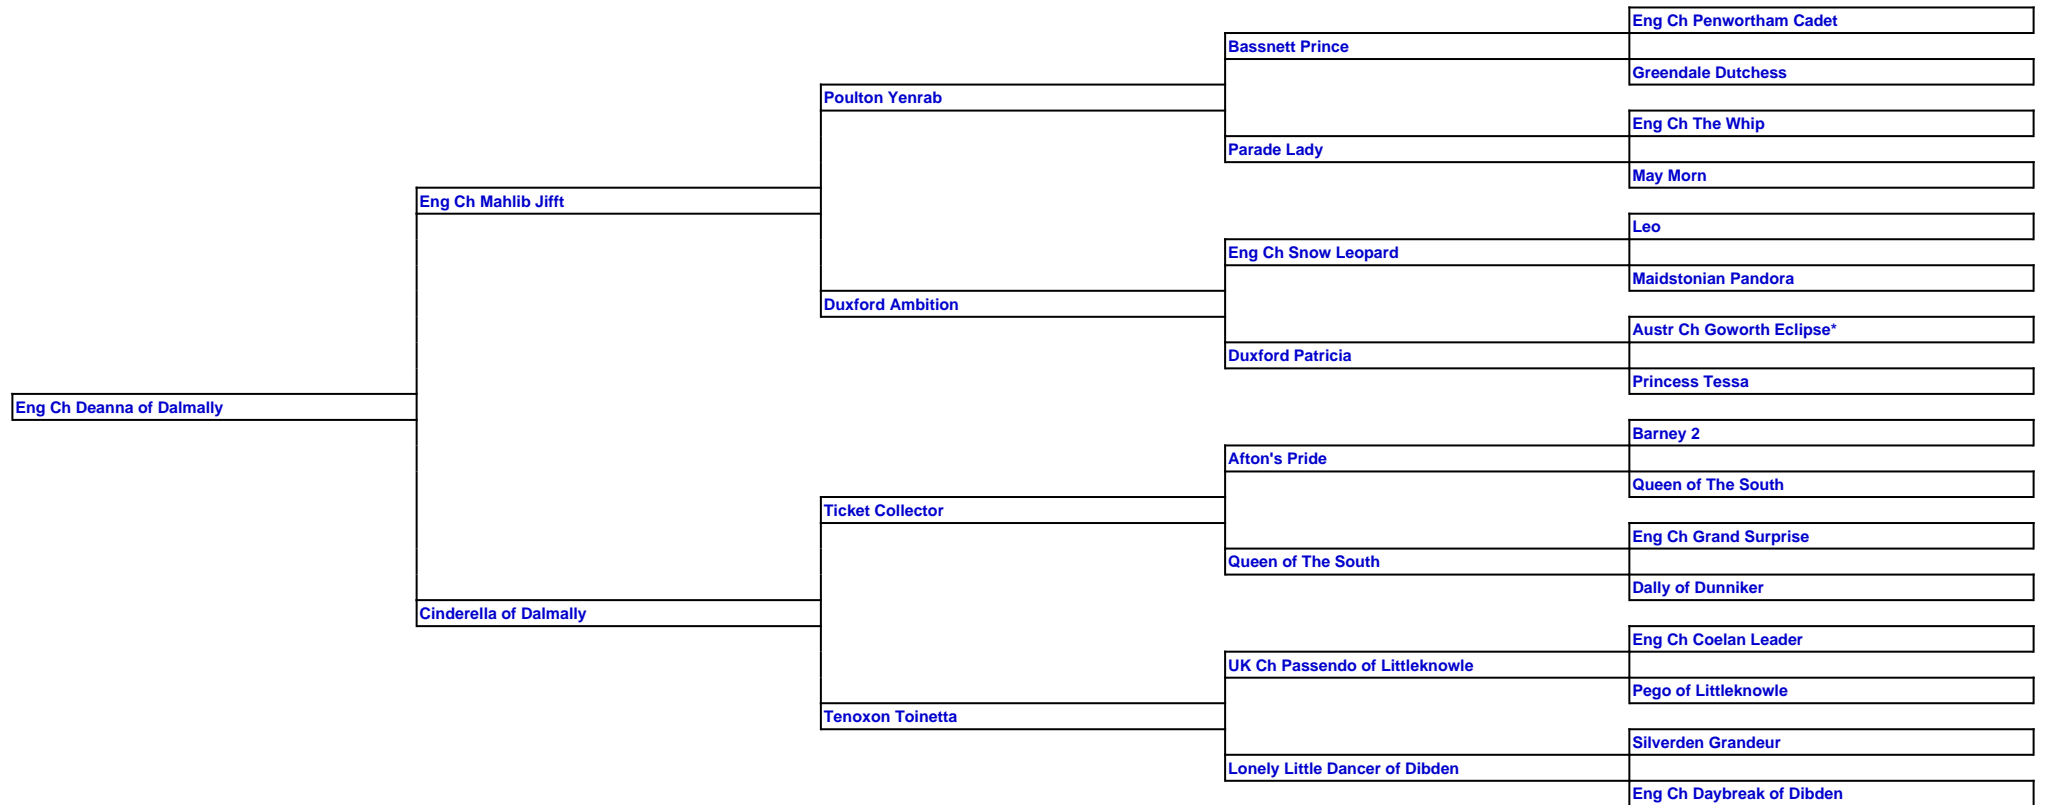 Eng Ch Penwortham Cadet
Bassnett Prince
Greendale Dutchess
Poulton Yenrab
Eng Ch The Whip
Parade Lady
May Morn
Eng Ch Mahlib Jifft
Leo
Eng Ch Snow Leopard
Maidstonian Pandora
Duxford Ambition
Austr Ch Goworth Eclipse*
Duxford Patricia
Princess Tessa
Eng Ch Deanna of Dalmally
Barney 2
Afton's Pride
Queen of The South
Ticket Collector
Eng Ch Grand Surprise
Queen of The South
Dally of Dunniker
Cinderella of Dalmally
Eng Ch Coelan Leader
UK Ch Passendo of Littleknowle
Pego of Littleknowle
Tenoxon Toinetta
Silverden Grandeur
Lonely Little Dancer of Dibden
Eng Ch Daybreak of Dibden